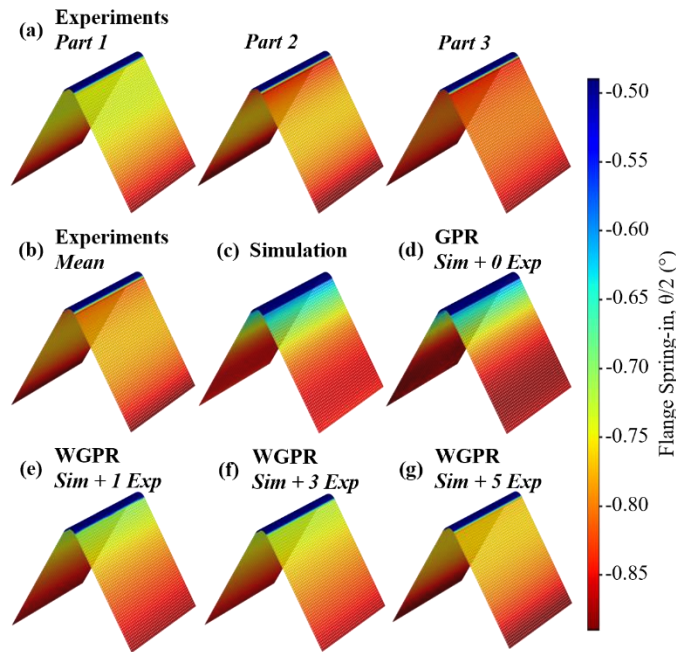 (a) Experiments
Part 1
Part 2
Part 3
(b) Experiments
Mean
(c) Simulation
(d) GPR
Sim + 0 Exp
(e) WGPR
Sim + 1 Exp
(f) WGPR
Sim + 3 Exp
(g) WGPR
Sim + 5 Exp
-0.50
-0.55
-0.60
-0.65
-0.70
-0.75
-0.80
-0.85
Flange Spring-in, θ/2 (°)